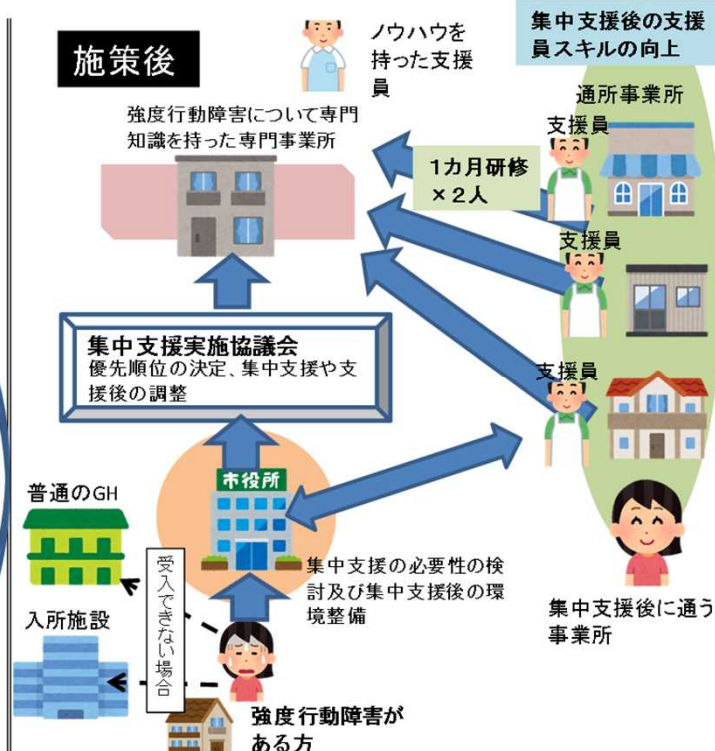 施策後
ノウハウを
持った支援
員
集中支援後の支援
員スキルの向上
強度行動障害について専門
知識を持った専門事業所
通所事業所
支援員
1カ月研修
×2人
支援員
集中支援実施協議会
優先順位の決定、集中支援や支
援後の調整
支援員
市役所
普通のGH
受入できない場合
集中支援の必要性の検
討及び集中支援後の環
境整備
入所施設
集中支援後に通う
事業所
強度行動障害が
ある方